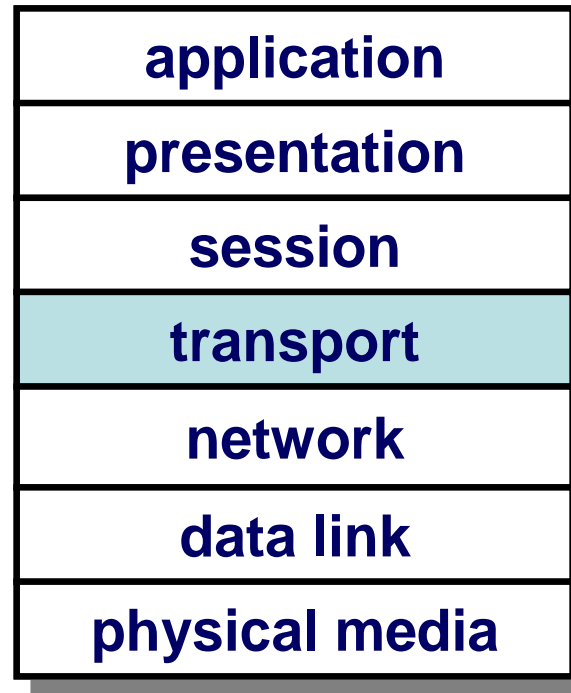 application
presentation
session
transport
network
data link
physical media